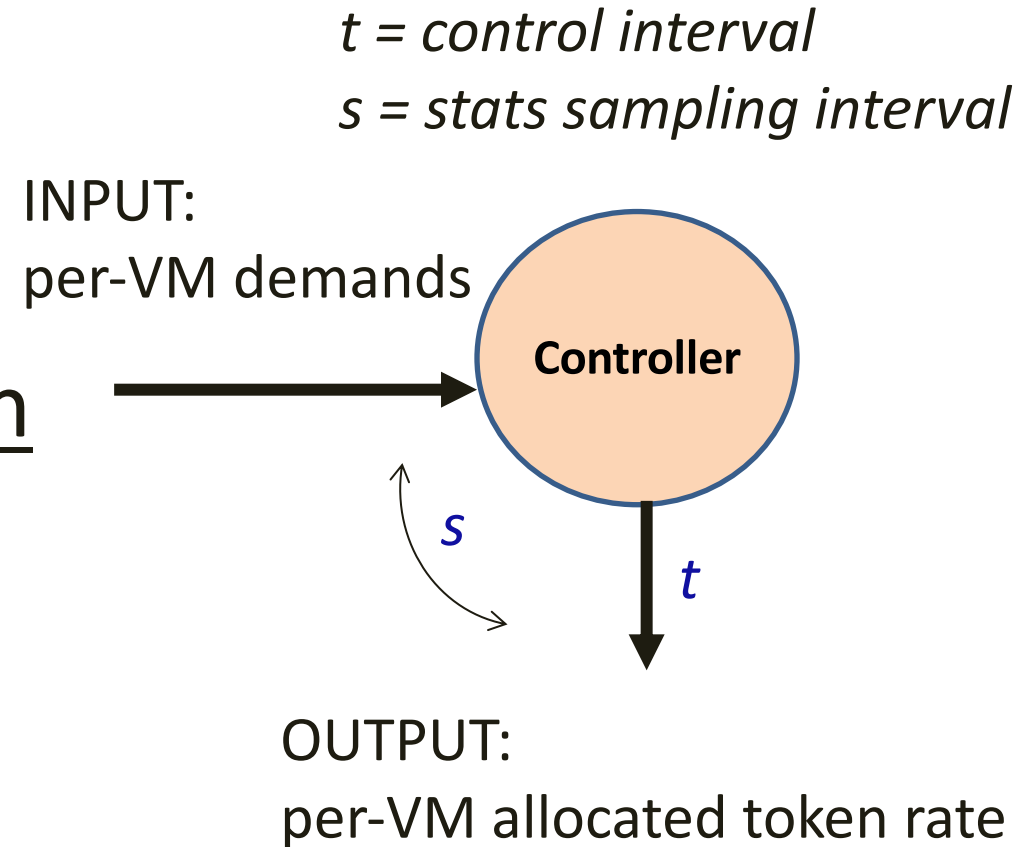 t = control interval
s = stats sampling interval
INPUT:
per-VM demands
Controller
s
t
OUTPUT:
per-VM allocated token rate